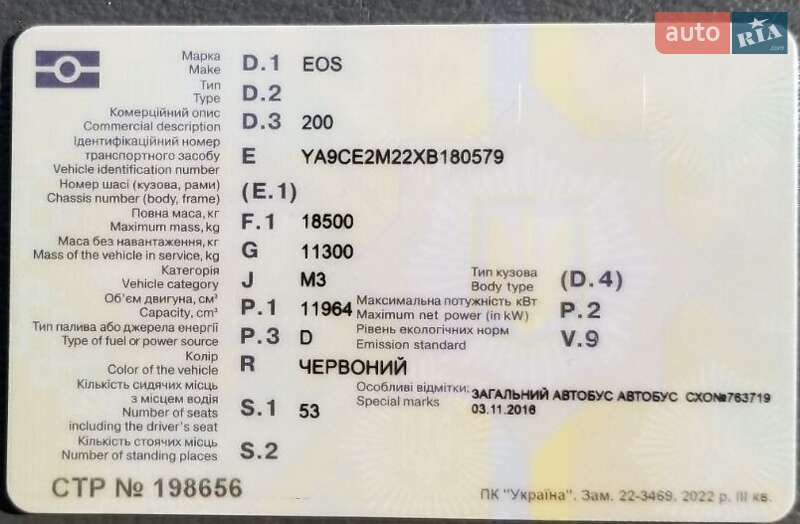 auto RIA .com
Марка
Make D.1 EOS
Тип
Type D.2
Комерційний опис
Commercial description D.3 200
Ідентифікаційний номер
транспортного засобу
Vehicle identification number E YA9CE2M22XB180579
Номер шасі (кузова, рами)
Chassis number (body, frame) (E.1)
Повна маса, кг
Maximum mass, kg F.1 18500
Маса без навантаження, кг
Mass of the vehicle in service, kg G 11300
Категорія
Vehicle category J M3
Тип кузова
Body type (D.4)
Об'єм двигуна, см³
Capacity, cm³ P.1 11964
Максимальна потужність кВт
Maximum net power (in kW) P.2
Тип палива або джерела енергії
Type of fuel or power source P.3 D
Рівень екологічних норм
Emission standard V.9
Колір
Color of the vehicle R ЧЕРВОНИЙ
Кількість сидячих місць
з місцем водія
Number of seats
including the driver's seat S.1 53
Особливі відмітки:
Special marks ЗАГАЛЬНИЙ АВТОБУС АВТОБУС СХО№763719
03.11.2016
Кількість стоячих місць
Number of standing places S.2
СТР № 198656
ПК "Україна". Зам. 22-3469. 2022 р. III кв.